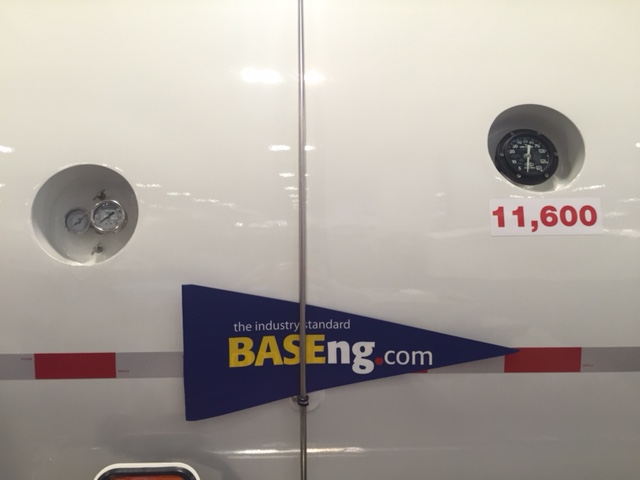 11,600
the industry standard
BASEng.com